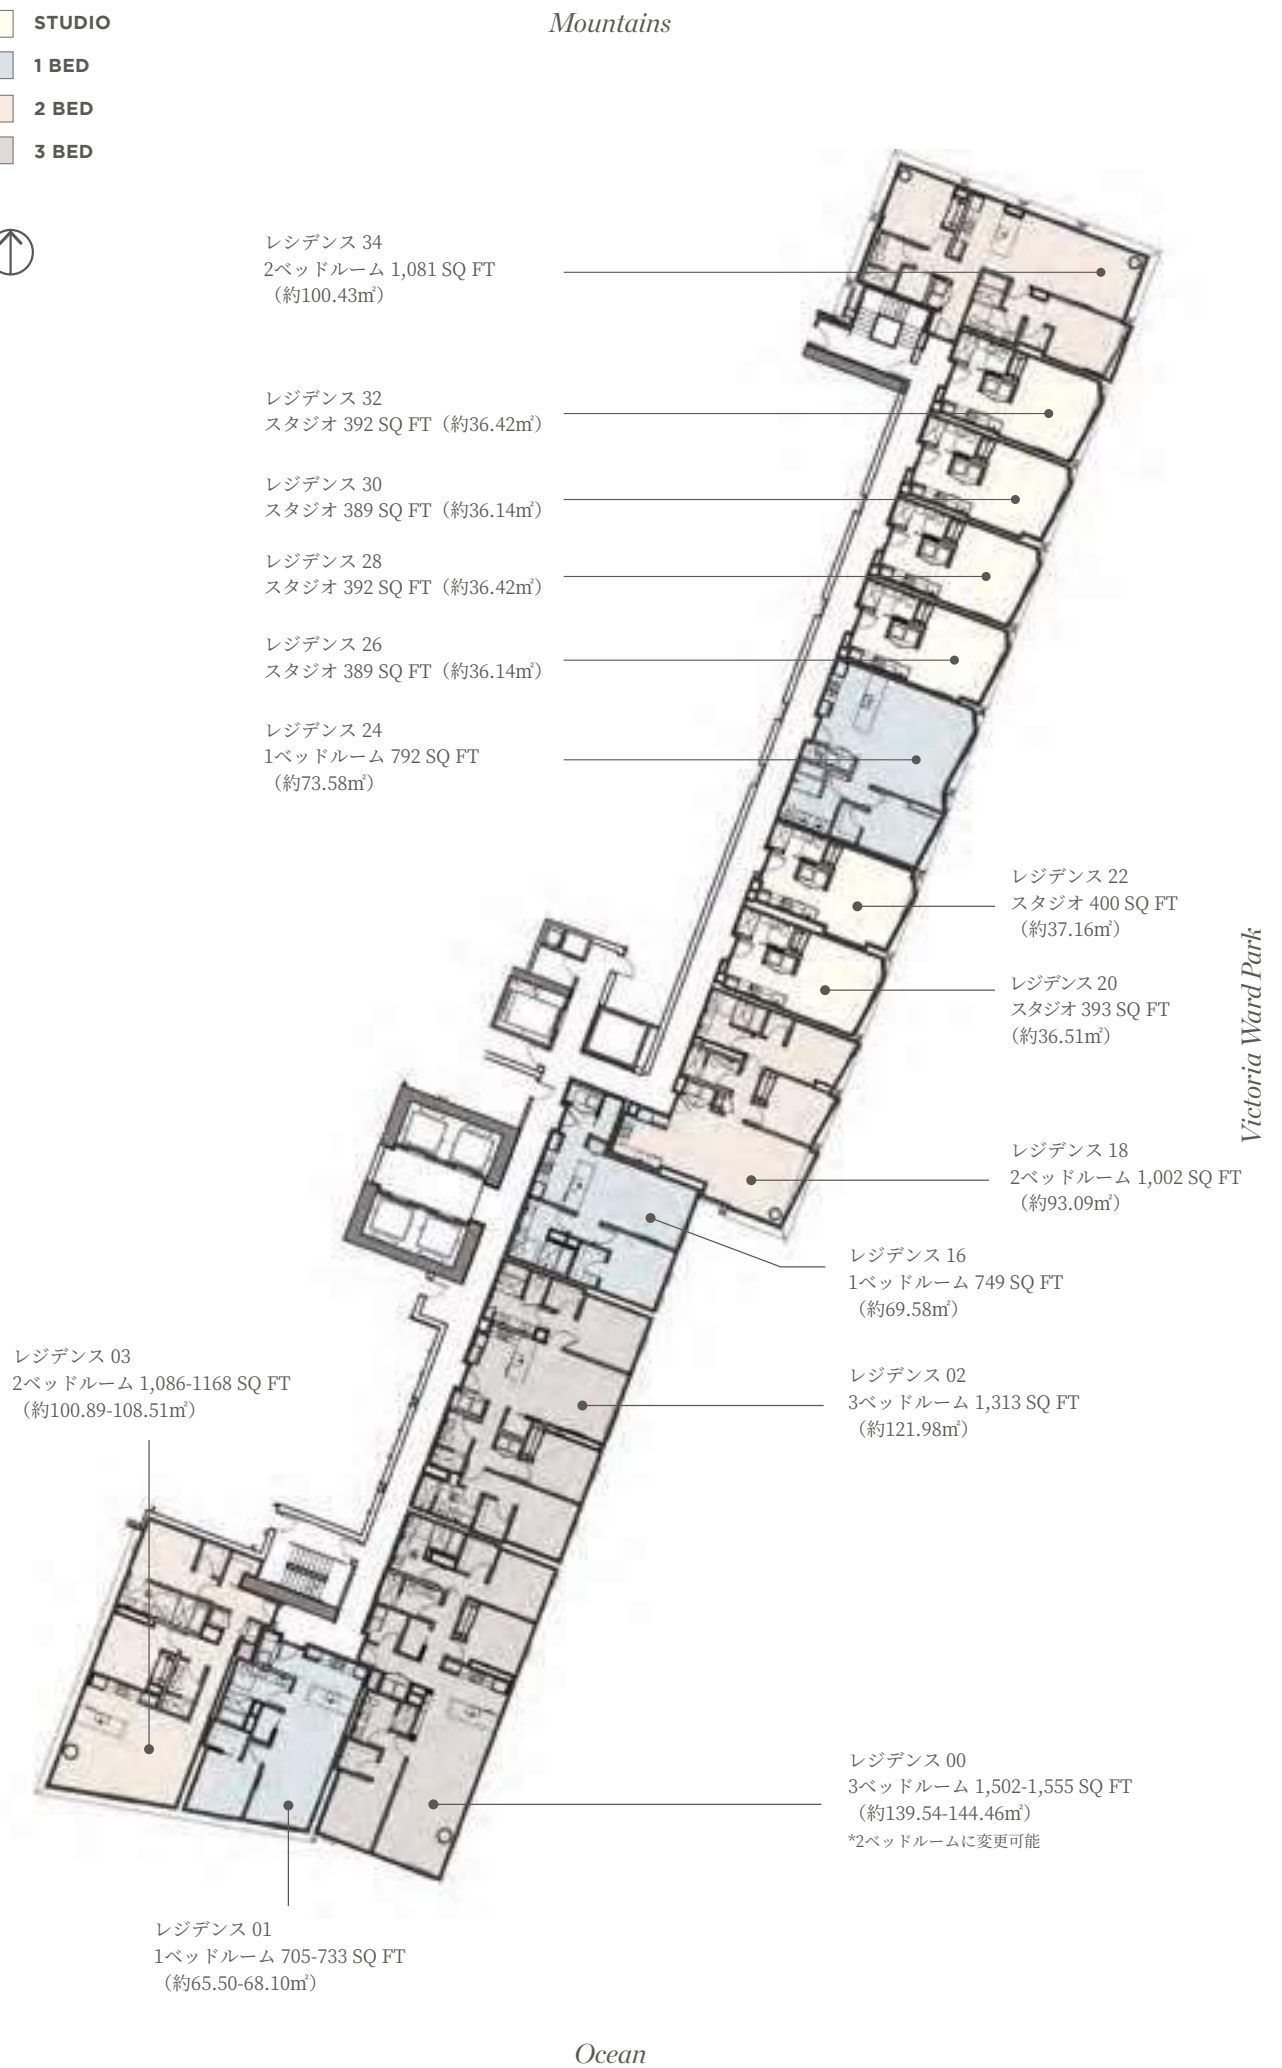 STUDIO
1 BED
2 BED
3 BED
Mountains
レシデンス 34
2ベッドルーム 1,081 SQ FT
（約100.43㎡）
レジデンス 32
スタジオ 392 SQ FT（約36.42㎡）
レジデンス 30
スタジオ 389 SQ FT（約36.14㎡）
レジデンス 28
スタジオ 392 SQ FT（約36.42㎡）
レジデンス 26
スタジオ 389 SQ FT（約36.14㎡）
レジデンス 24
1ベッドルーム 792 SQ FT
（約73.58㎡）
レジデンス 22
スタジオ 400 SQ FT
（約37.16㎡）
レジデンス 20
スタジオ 393 SQ FT
（約36.51㎡）
Victoria Ward Park
レジデンス 18
2ベッドルーム 1,002 SQ FT
（約93.09㎡）
レジデンス 16
1ベッドルーム 749 SQ FT
（約69.58㎡）
レジデンス 03
2ベッドルーム 1,086-1168 SQ FT
（約100.89-108.51㎡）
レジデンス 02
3ベッドルーム 1,313 SQ FT
（約121.98㎡）
レジデンス 00
3ベッドルーム 1,502-1,555 SQ FT
（約139.54-144.46㎡）
*2ベッドルームに変更可能
レジデンス 01
1ベッドルーム 705-733 SQ FT
（約65.50-68.10㎡）
Ocean